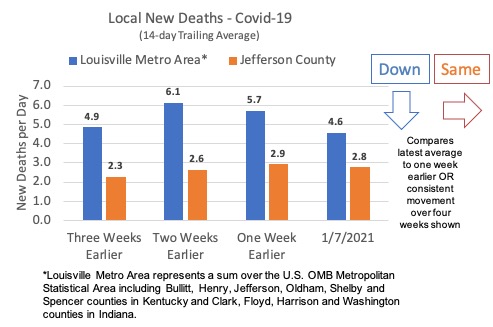 Local New Deaths - Covid-19
(14-day Trailing Average)
Louisville Metro Area* Jefferson County
Down Same
7.0
6.0
5.0
4.0
3.0
2.0
1.0
0.0
New Deaths per Day
4.9 2.3
6.1 2.6
5.7 2.9
4.6 2.8
Three Weeks
Earlier
Two Weeks
Earlier
One Week
Earlier
1/7/2021
Compares
latest average
to one week
earlier OR
consistent
movement
over four
weeks shown
*Louisville Metro Area represents a sum over the U.S. OMB Metropolitan
Statistical Area including Bullitt, Henry, Jefferson, Oldham, Shelby and
Spencer counties in Kentucky and Clark, Floyd, Harrison and Washington
counties in Indiana.